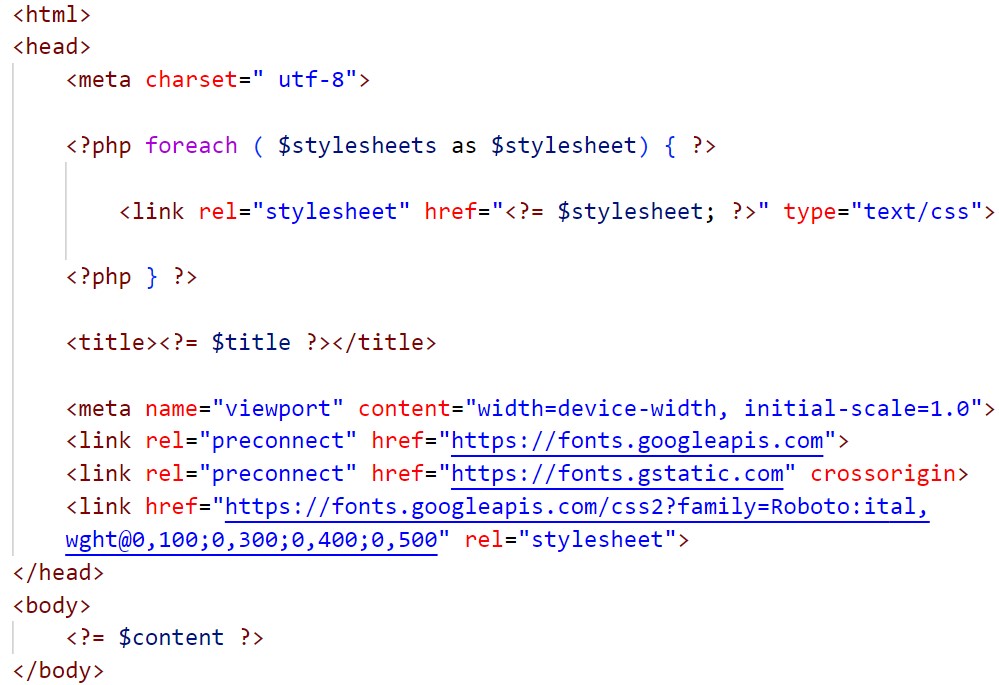 <html>
<head>
<meta charset=" utf-8">
<?php foreach ( $stylesheets as $stylesheet) { ?>
<link rel="stylesheet" href="<?= $stylesheet; ?>" type="text/css">
<?php } ?>
<title><?= $title ?></title>
<meta name="viewport" content="width=device-width, initial-scale=1.0">
<link rel="preconnect" href="https://fonts.googleapis.com">
<link rel="preconnect" href="https://fonts.gstatic.com" crossorigin>
<link href="https://fonts.googleapis.com/css2?family=Roboto:ital,
wght@0,100;0,300;0,400;0,500" rel="stylesheet">
</head>
<body>
<?= $content ?>
</body>